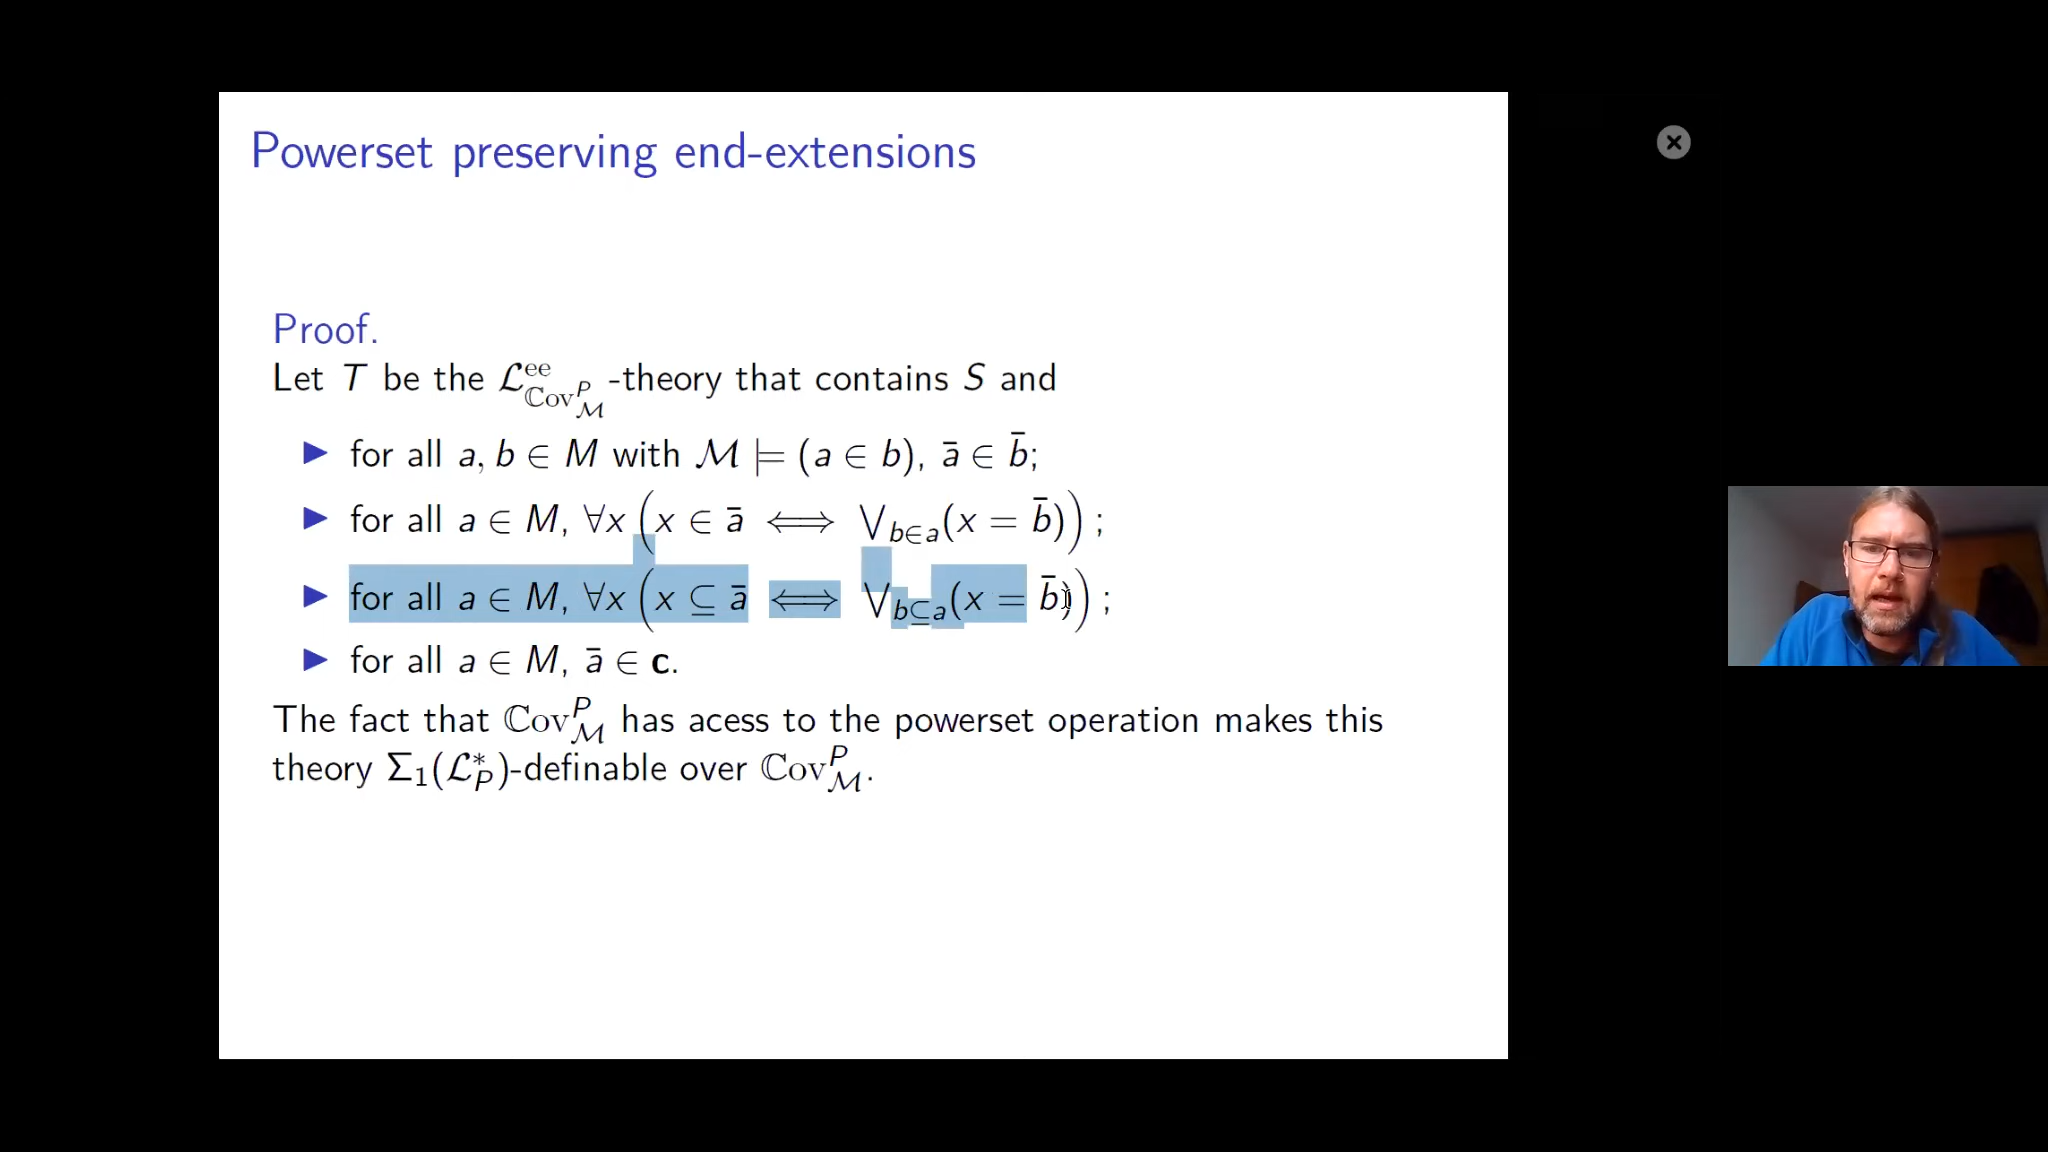 Powerset preserving end-extensions
Proof.
Let T be the ℒ^ee_{ℂov^P_ℳ}-theory that contains S and
▶ for all a, b ∈ M with ℳ ⊨ (a ∈ b), ā ∈ b̄;
▶ for all a ∈ M, ∀x (x ∈ ā ⟺ ⋁_{b∈a}(x = b̄));
▶ for all a ∈ M, ∀x (x ⊆ ā ⟺ ⋁_{b⊆a}(x = b̄));
▶ for all a ∈ M, ā ∈ c.
The fact that ℂov^P_ℳ has acess to the powerset operation makes this
theory Σ₁(ℒ*_P)-definable over ℂov^P_ℳ.